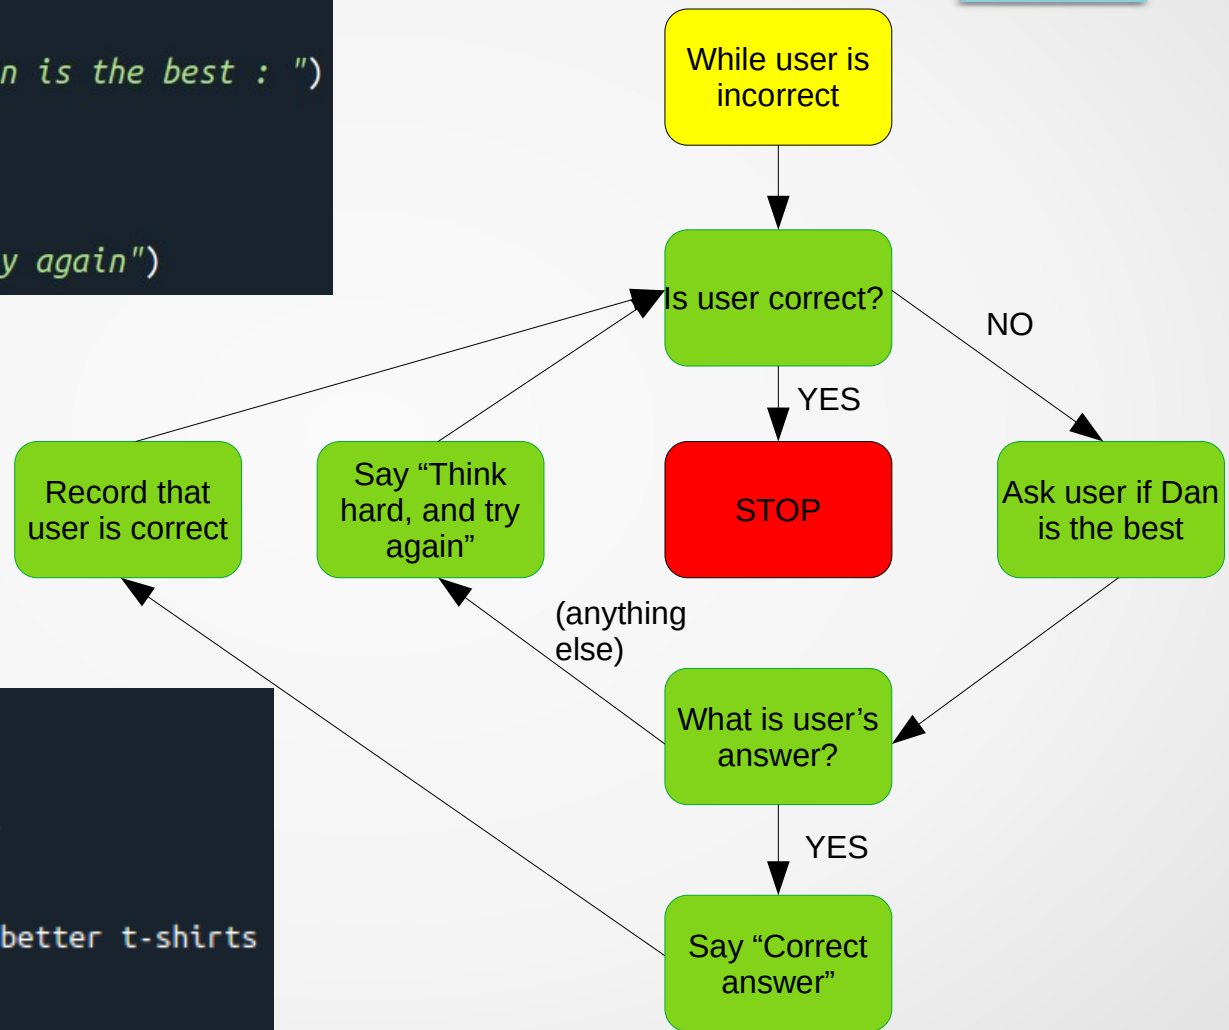 n is the best : ")
y again")
While user is
incorrect
Is user correct?
NO
YES
Record that
user is correct
Say “Think
hard, and try
again”
STOP
Ask user if Dan
is the best
(anything
else)
What is user’s
answer?
YES
better t-shirts
Say “Correct
answer”